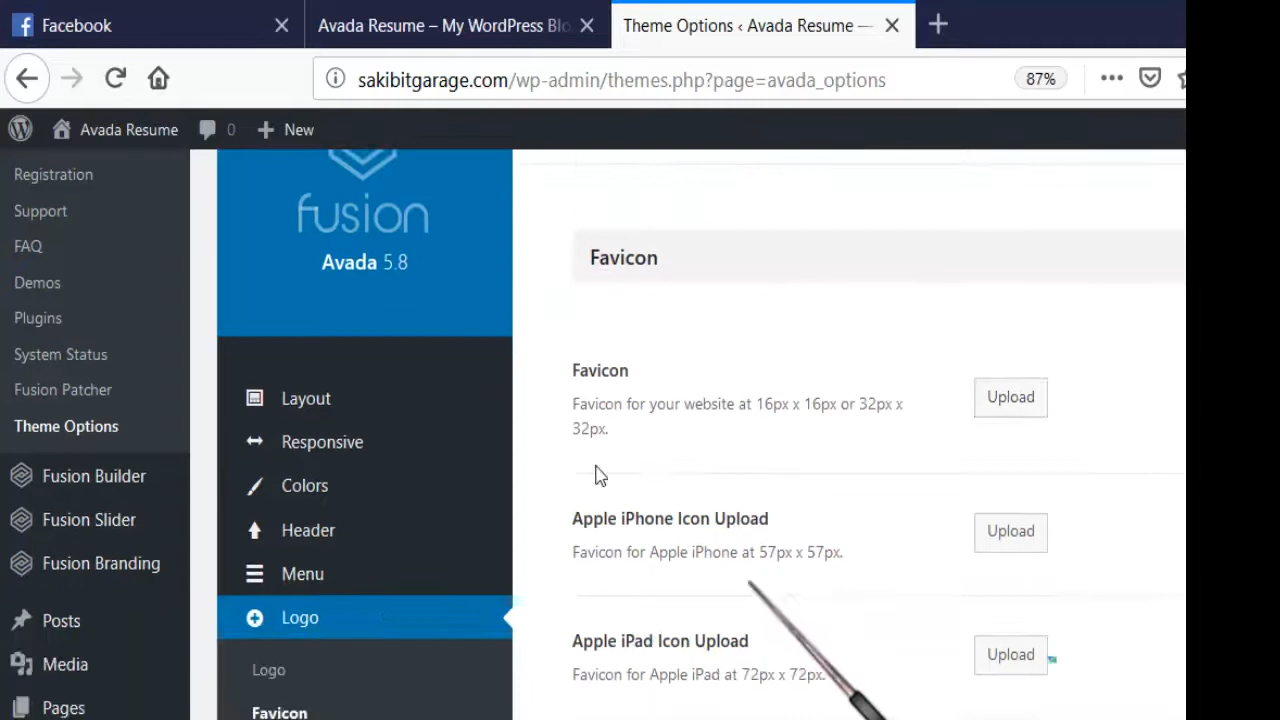 Facebook
Avada Resume – My WordPress Blo
Theme Options ‹ Avada Resume —
sakibitgarage.com/wp-admin/themes.php?page=avada_options
87%
Avada Resume
0
New
Registration
Support
FAQ
Demos
Plugins
System Status
Fusion Patcher
Theme Options
Fusion Builder
Fusion Slider
Fusion Branding
Posts
Media
Pages
fusion
Avada 5.8
Layout
Responsive
Colors
Header
Menu
Logo
Logo
Favicon
Favicon
Favicon
Favicon for your website at 16px x 16px or 32px x
32px.
Upload
Apple iPhone Icon Upload
Favicon for Apple iPhone at 57px x 57px.
Upload
Apple iPad Icon Upload
Favicon for Apple iPad at 72px x 72px.
Upload